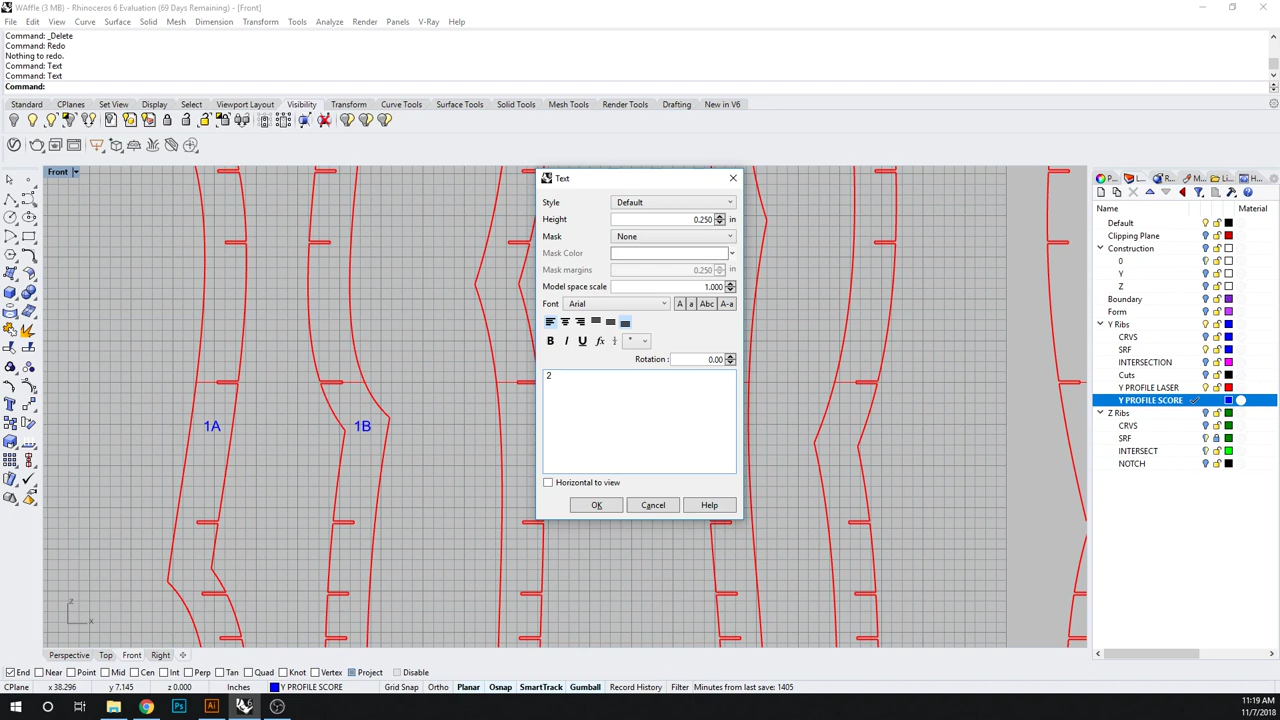 WAffle (3 MB) - Rhinoceros 6 Evaluation (69 Days Remaining) - [Front]
File Edit View Curve Surface Solid Mesh Dimension Transform Tools Analyze Render Panels V-Ray Help
Command: _Delete
Command: Redo
Nothing to redo.
Command: Text
Command: Text
Command:
Standard CPlanes Set View Display Select Viewport Layout Visibility Transform Curve Tools Surface Tools Solid Tools Mesh Tools Render Tools Drafting New in V6
Front
Text
Style Default
Height 0.250 in
Mask None
Mask Color
Mask margins 0.250 in
Model space scale 1.000
Font Arial A a Abc A-a
B I U fx °
Rotation : 0.00
2
Horizontal to view
OK Cancel Help
1A
1B
z
x
P... L... R... M... Li... H...
Name Material
Default
Clipping Plane
Construction
0
Y
Z
Boundary
Form
Y Ribs
CRVS
SRF
INTERSECTION
Cuts
Y PROFILE LASER
Y PROFILE SCORE
Z Ribs
CRVS
SRF
INTERSECT
NOTCH
Perspective Top Front Right
End Near Point Mid Cen Int Perp Tan Quad Knot Vertex Project Disable
CPlane x 38.296 y 7.145 z 0.000 Inches Y PROFILE SCORE Grid Snap Ortho Planar Osnap SmartTrack Gumball Record History Filter Minutes from last save: 1405
Ps Ai
11:19 AM
11/7/2018